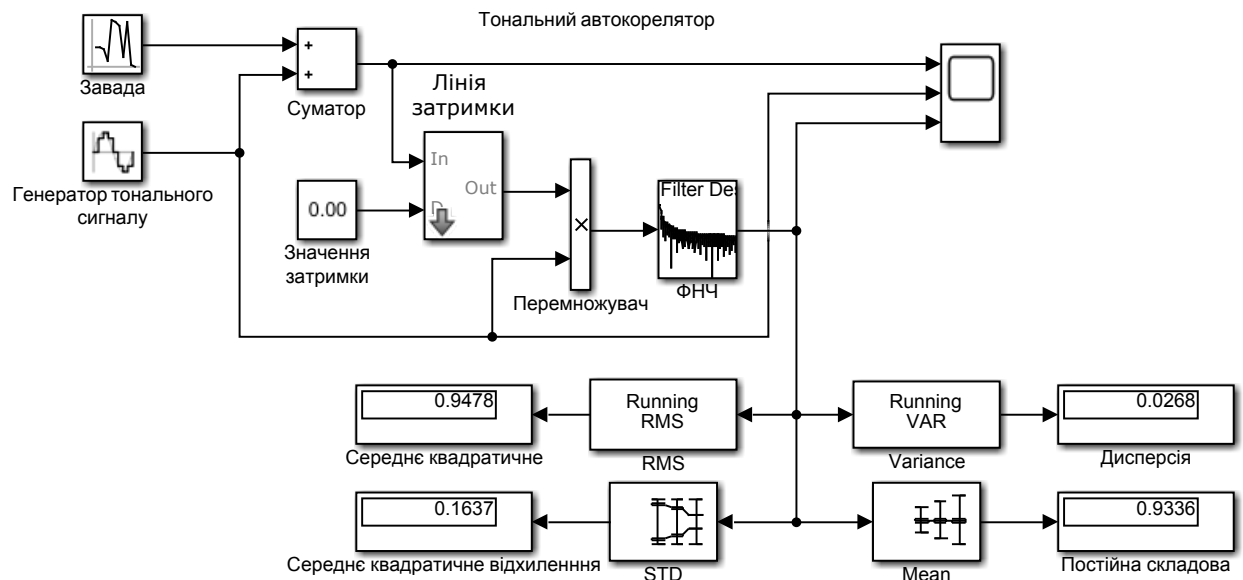 Тональний автокорелятор
Завада
+
+
Суматор
Лінія
затримки
Генератор тонального
сигналу
In
Out
0.00
Значення
затримки
×
Перемножувач
Filter Des
ФНЧ
0.9478
Середнє квадратичне
Running
RMS
RMS
Running
VAR
Variance
0.0268
Дисперсія
0.1637
Середнє квадратичне відхиленння
STD
Mean
0.9336
Постійна складова